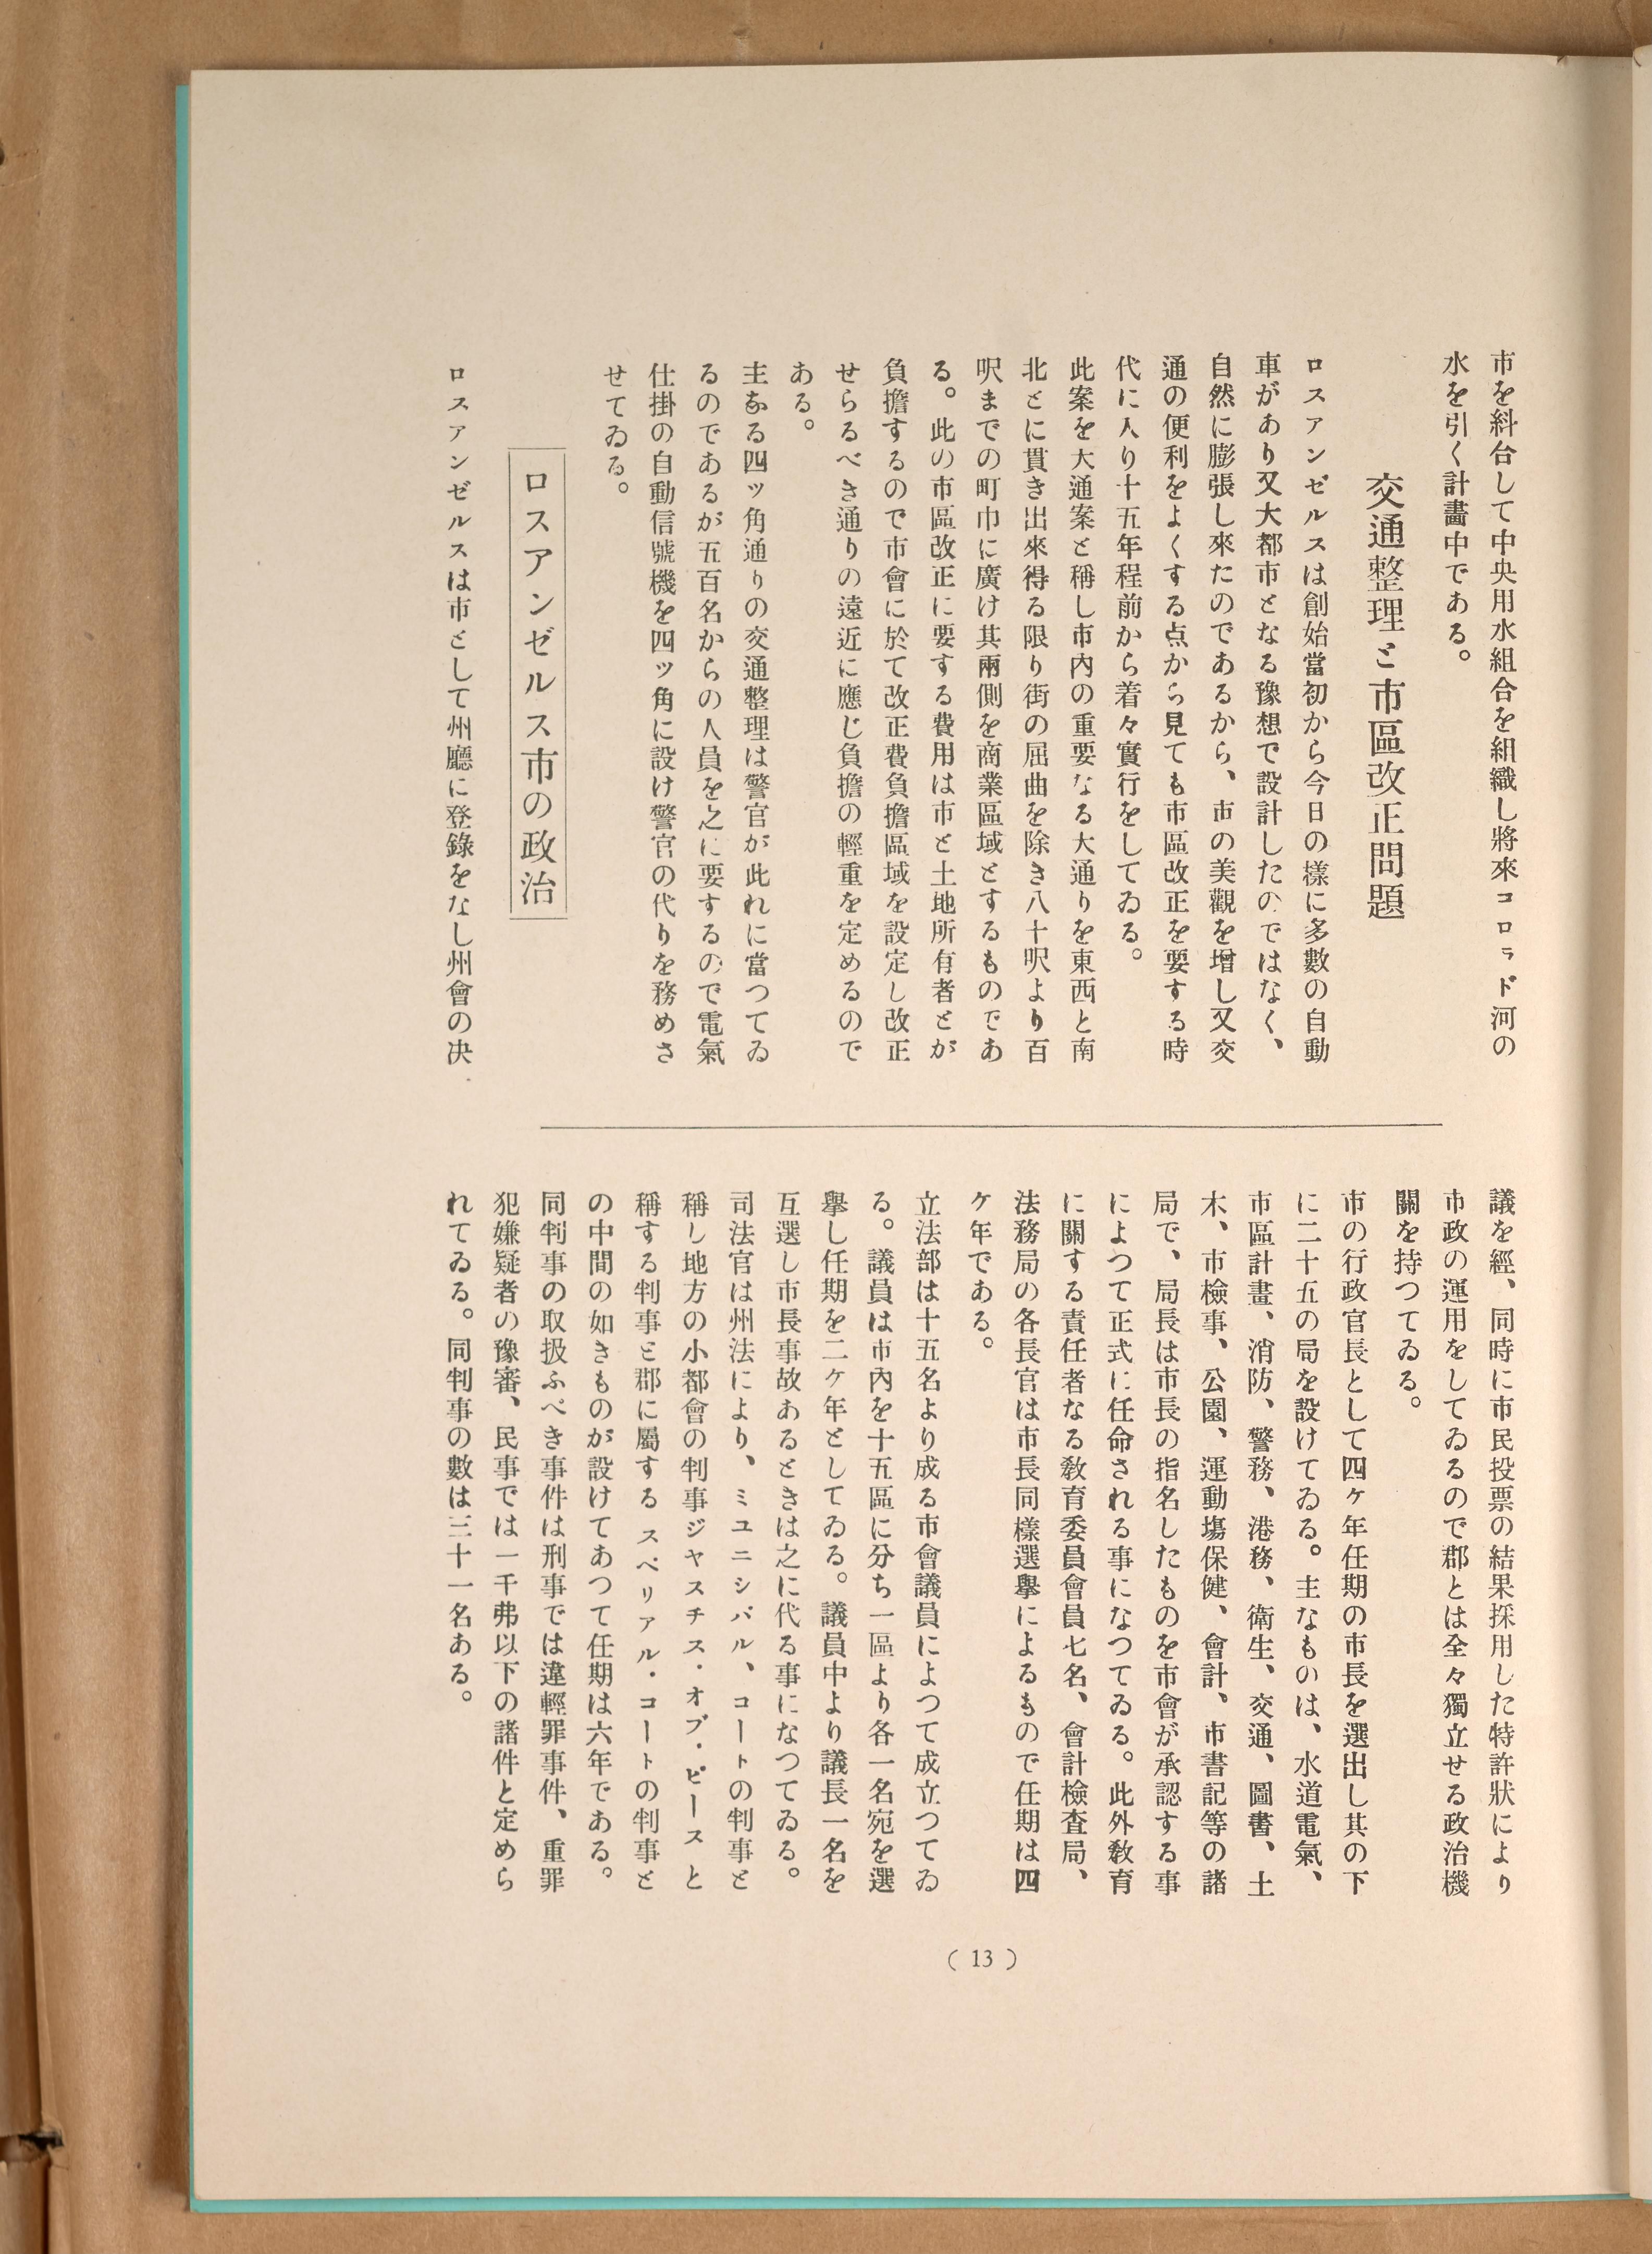 市を糾合して中央用水組合を組織し將來コロラド河の
水を引く計畵中である。
交通整理と市區改正問題
ロスアンゼルスは創始當初から今日の樣に多數の自動
車があり又大都市となる豫想で設計したのではなく、
自然に膨張し來たのであるから、市の美觀を增し又交
通の便利をよくする点から見ても市區改正を要する時
代に入り十五年程前から着々實行をしてゐる。
此案を大通案と稱し市内の重要なる大通りを東西と南
北とに貫き出來得る限り街の屈曲を除き八十呎より百
呎までの町巾に廣け其兩側を商業區域とするものであ
る。此の市區改正に要する費用は市と土地所有者とが
負擔するので市會に於て改正費負擔區域を設定し改正
せらるべき通りの遠近に應じ負擔の輕重を定めるので
ある。
主なる四ッ角通りの交通整理は警官が此れに當つてゐ
るのであるが五百名からの人員を之に要するので電氣
仕掛の自動信號機を四ッ角に設け警官の代りを務めさ
せてゐる。
ロスアンゼルス市の政治
ロスアンゼルスは市として州廳に登錄をなし州會の决
議を經、同時に市民投票の結果採用した特許狀により
市政の運用をしてゐるので郡とは全々獨立せる政治機
關を持つてゐる。
市の行政官長として四ヶ年任期の市長を選出し其の下
に二十五の局を設けてゐる。主なものは、水道電氣、
市區計畫、消防、警務、港務、衛生、交通、圖書、土
木、市檢事、公園、運動塲保健、會計、市書記等の諸
局で、局長は市長の指名したものを市會が承認する事
によつて正式に任命される事になつてゐる。此外敎育
に關する責任者なる敎育委員會員七名、會計檢査局、
法務局の各長官は市長同樣選擧によるもので任期は四
ケ年である。
立法部は十五名より成る市會議員によつて成立つてゐ
る。議員は市內を十五區に分ち一區より各一名宛を選
擧し任期を二ケ年としてゐる。議員中より議長一名を
互選し市長事故あるときは之に代る事になつてゐる。
司法官は州法により、ミユニシパル、コートの判事と
稱し地方の小都會の判事ジヤスチス・オブ・ピースと
稱する判事と郡に屬するスペリアル・コートの判事と
の中間の如きものが設けてあつて任期は六年である。
同判事の取扱ふべき事件は刑事では違輕罪事件、重罪
犯嫌疑者の豫審、民事では一千弗以下の諸件と定めら
れてゐる。同判事の數は三十一名ある。
( 13 )